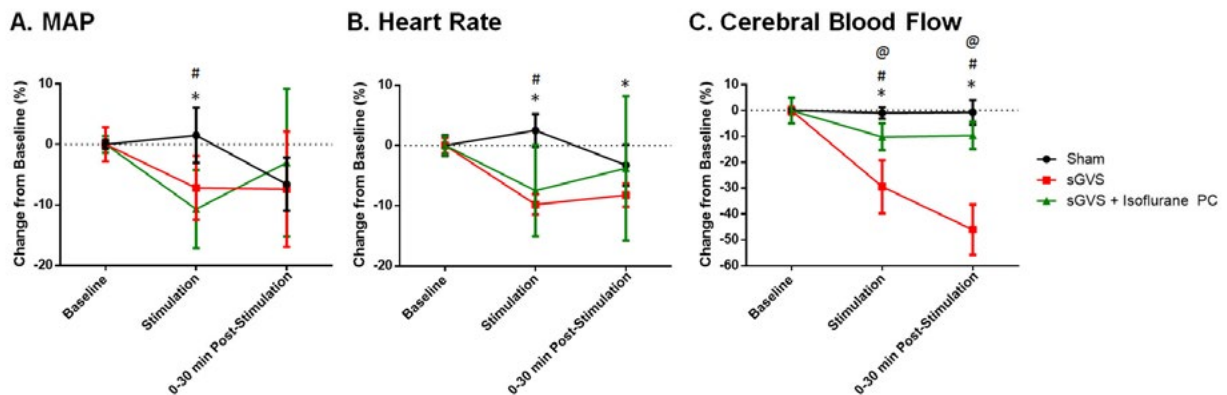 A. MAP
Change from Baseline (%)
10
0
-10
-20
#
*
Baseline
Stimulation
0-30 min Post-Stimulation
B. Heart Rate
Change from Baseline (%)
10
0
-10
-20
#
*
*
Baseline
Stimulation
0-30 min Post-Stimulation
C. Cerebral Blood Flow
Change from Baseline (%)
10
0
-10
-20
-30
-40
-50
-60
@
#
*
@
#
*
Baseline
Stimulation
0-30 min Post-Stimulation
Sham
sGVS
sGVS + Isoflurane PC